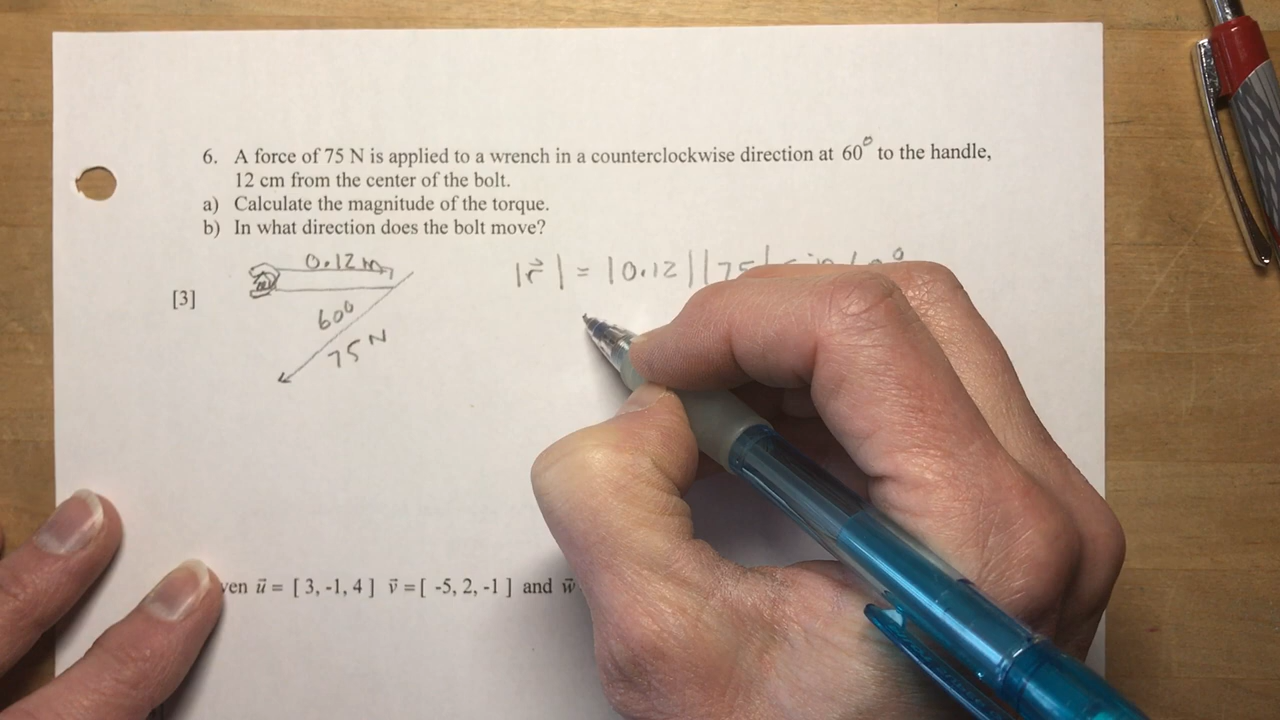 6. A force of 75 N is applied to a wrench in a counterclockwise direction at 60° to the handle,
12 cm from the center of the bolt.
a) Calculate the magnitude of the torque.
b) In what direction does the bolt move?
0.12 m
|r⃗| = |0.12||75|
[3]
60°
75 N
u⃗ = [ 3, -1, 4 ] v⃗ = [ -5, 2, -1 ] and w⃗